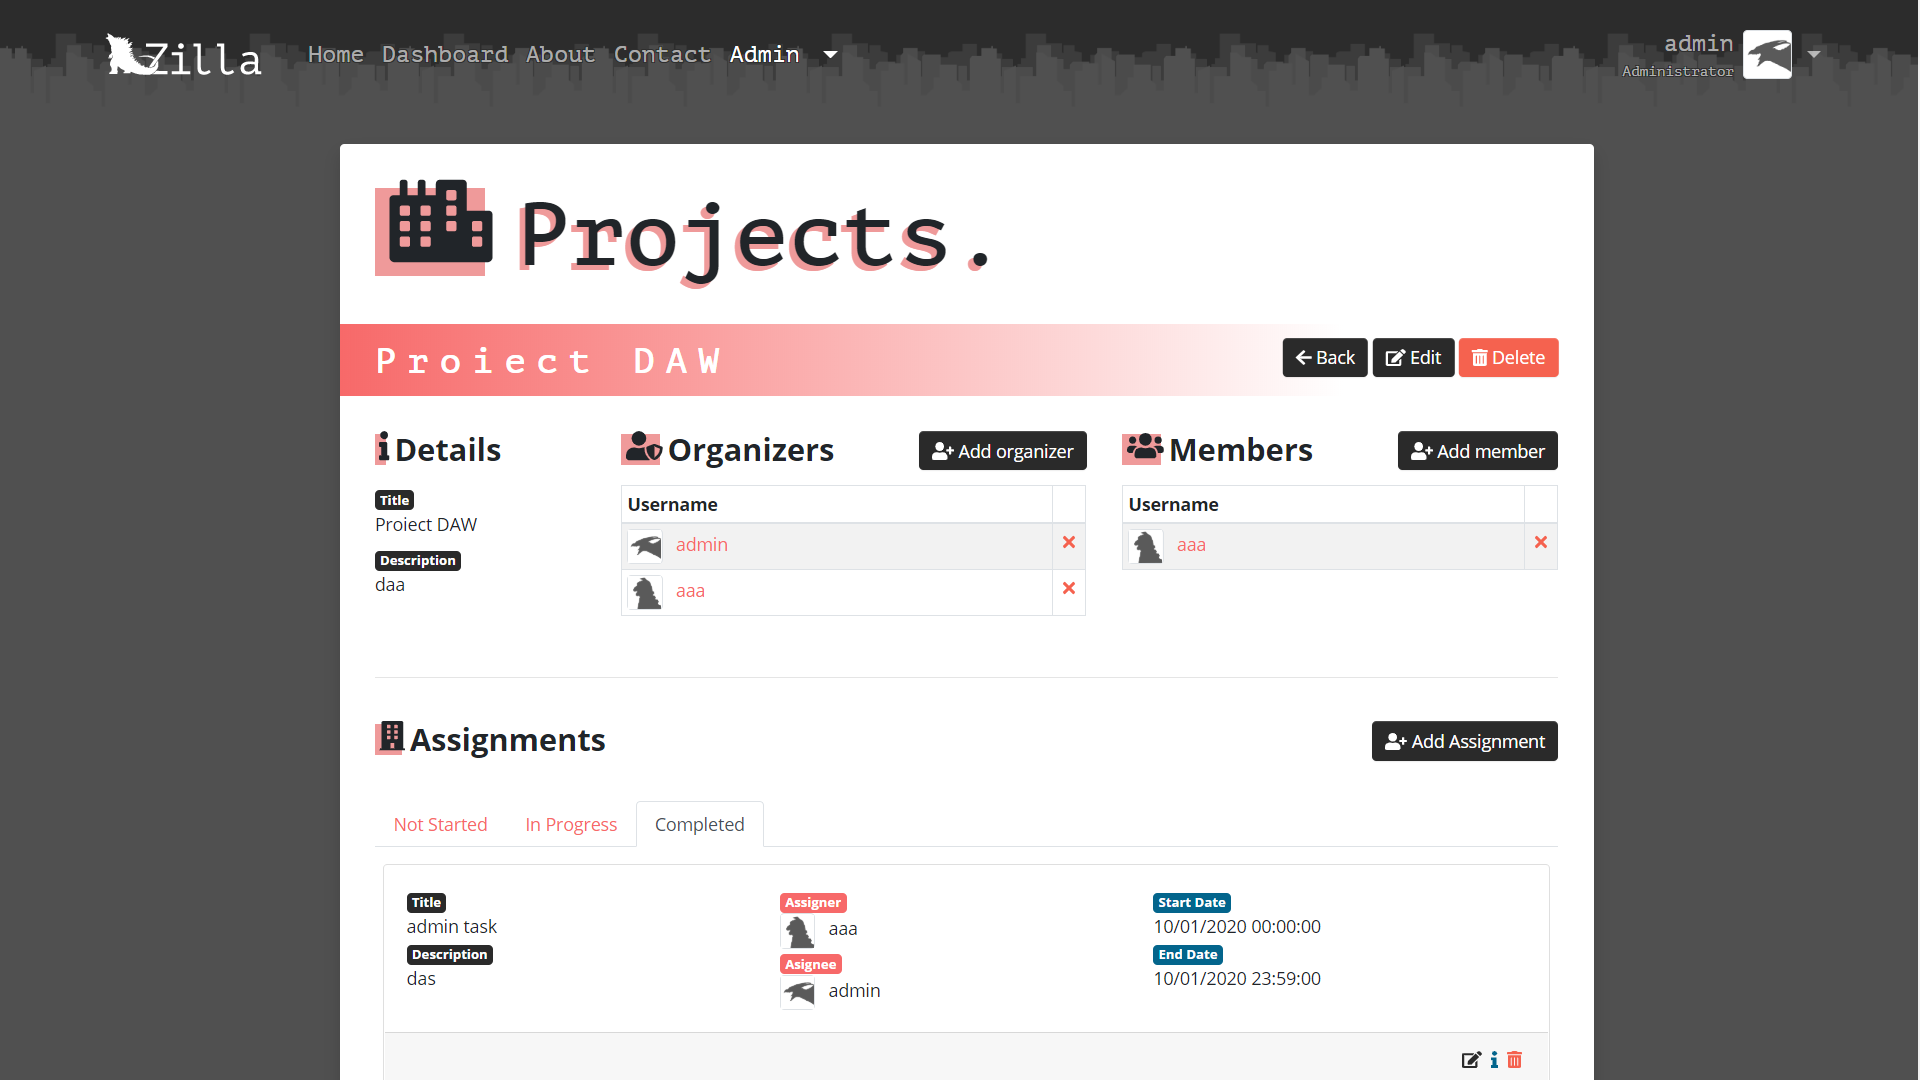 Zilla
Home Dashboard About Contact Admin
admin
Administrator
Projects.
Proiect DAW
Back
Edit
Delete
Details
Title
Proiect DAW
Description
daa
Organizers
Add organizer
Username
admin
aaa
Members
Add member
Username
aaa
Assignments
Add Assignment
Not Started
In Progress
Completed
Title
admin task
Description
das
Assigner
aaa
Asignee
admin
Start Date
10/01/2020 00:00:00
End Date
10/01/2020 23:59:00